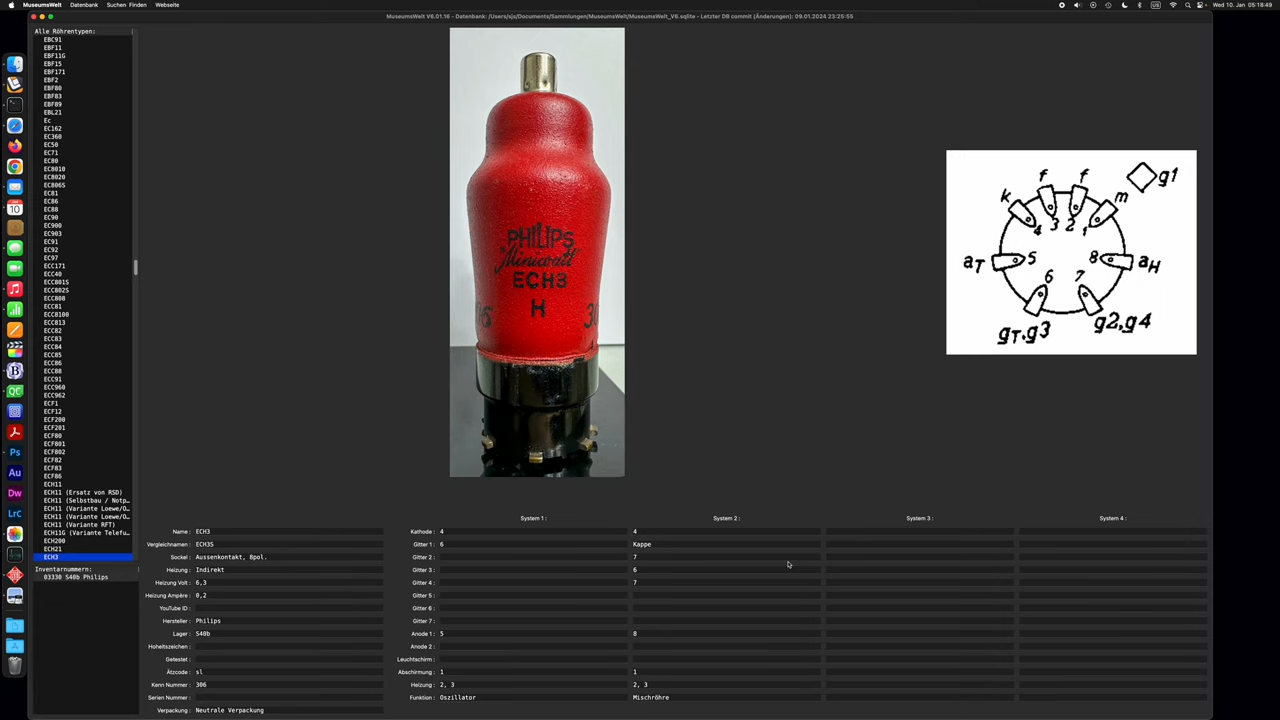 MuseumsWelt Datenbank Suchen Finden Webseite
Wed 10. Jan 05:18:49
MuseumsWelt V6.01.16 - Datenbank: /Users/sjs/Documents/Sammlungen/MuseumsWelt/MuseumsWelt_V6.sqlite - Letzter DB commit (Änderungen): 09.01.2024 23:25:55
Alle Röhrentypen:
EBC91
EBF11
EBF11G
EBF15
EBF171
EBF2
EBF80
EBF83
EBF89
EBL21
Ec
EC162
EC360
EC50
EC71
EC80
EC8010
EC8020
EC806S
EC81
EC86
EC88
EC90
EC900
EC903
EC91
EC92
EC97
ECC171
ECC40
ECC801S
ECC802S
ECC808
ECC81
ECC8100
ECC813
ECC82
ECC83
ECC84
ECC85
ECC86
ECC88
ECC91
ECC960
ECC962
ECF1
ECF12
ECF200
ECF201
ECF80
ECF801
ECF802
ECF82
ECF83
ECF86
ECH11
ECH11 (Ersatz von RSD)
ECH11 (Selbstbau / Notp…
ECH11 (Variante Loewe/O…
ECH11 (Variante Loewe/O…
ECH11 (Variante RFT)
ECH11G (Variante Telefu…
ECH200
ECH21
ECH3
Inventarnummern:
03330 S40b Philips
PHILIPS
"Miniwatt"
ECH3
H
306
30
f f
k m
g1
4 3 2 1
aT 5 8 aH
6 7
gT,g3 g2,g4
System 1 : System 2 : System 3 : System 4 :
Name : ECH3 Kathode : 4 4
Vergleichnamen : ECH3S Gitter 1 : 6 Kappe
Sockel : Aussenkontakt, 8pol. Gitter 2 : 7
Heizung : Indirekt Gitter 3 : 6
Heizung Volt : 6,3 Gitter 4 : 7
Heizung Ampère : 0,2 Gitter 5 :
YouTube ID : Gitter 6 :
Hersteller : Philips Gitter 7 :
Lager : S40b Anode 1 : 5 8
Hoheitszeichen : Anode 2 :
Getestet : Leuchtschirm :
Ätzcode : sl Abschirmung : 1 1
Kenn Nummer : 306 Heizung : 2, 3 2, 3
Serien Nummer : Funktion : Oszillator Mischröhre
Verpackung : Neutrale Verpackung